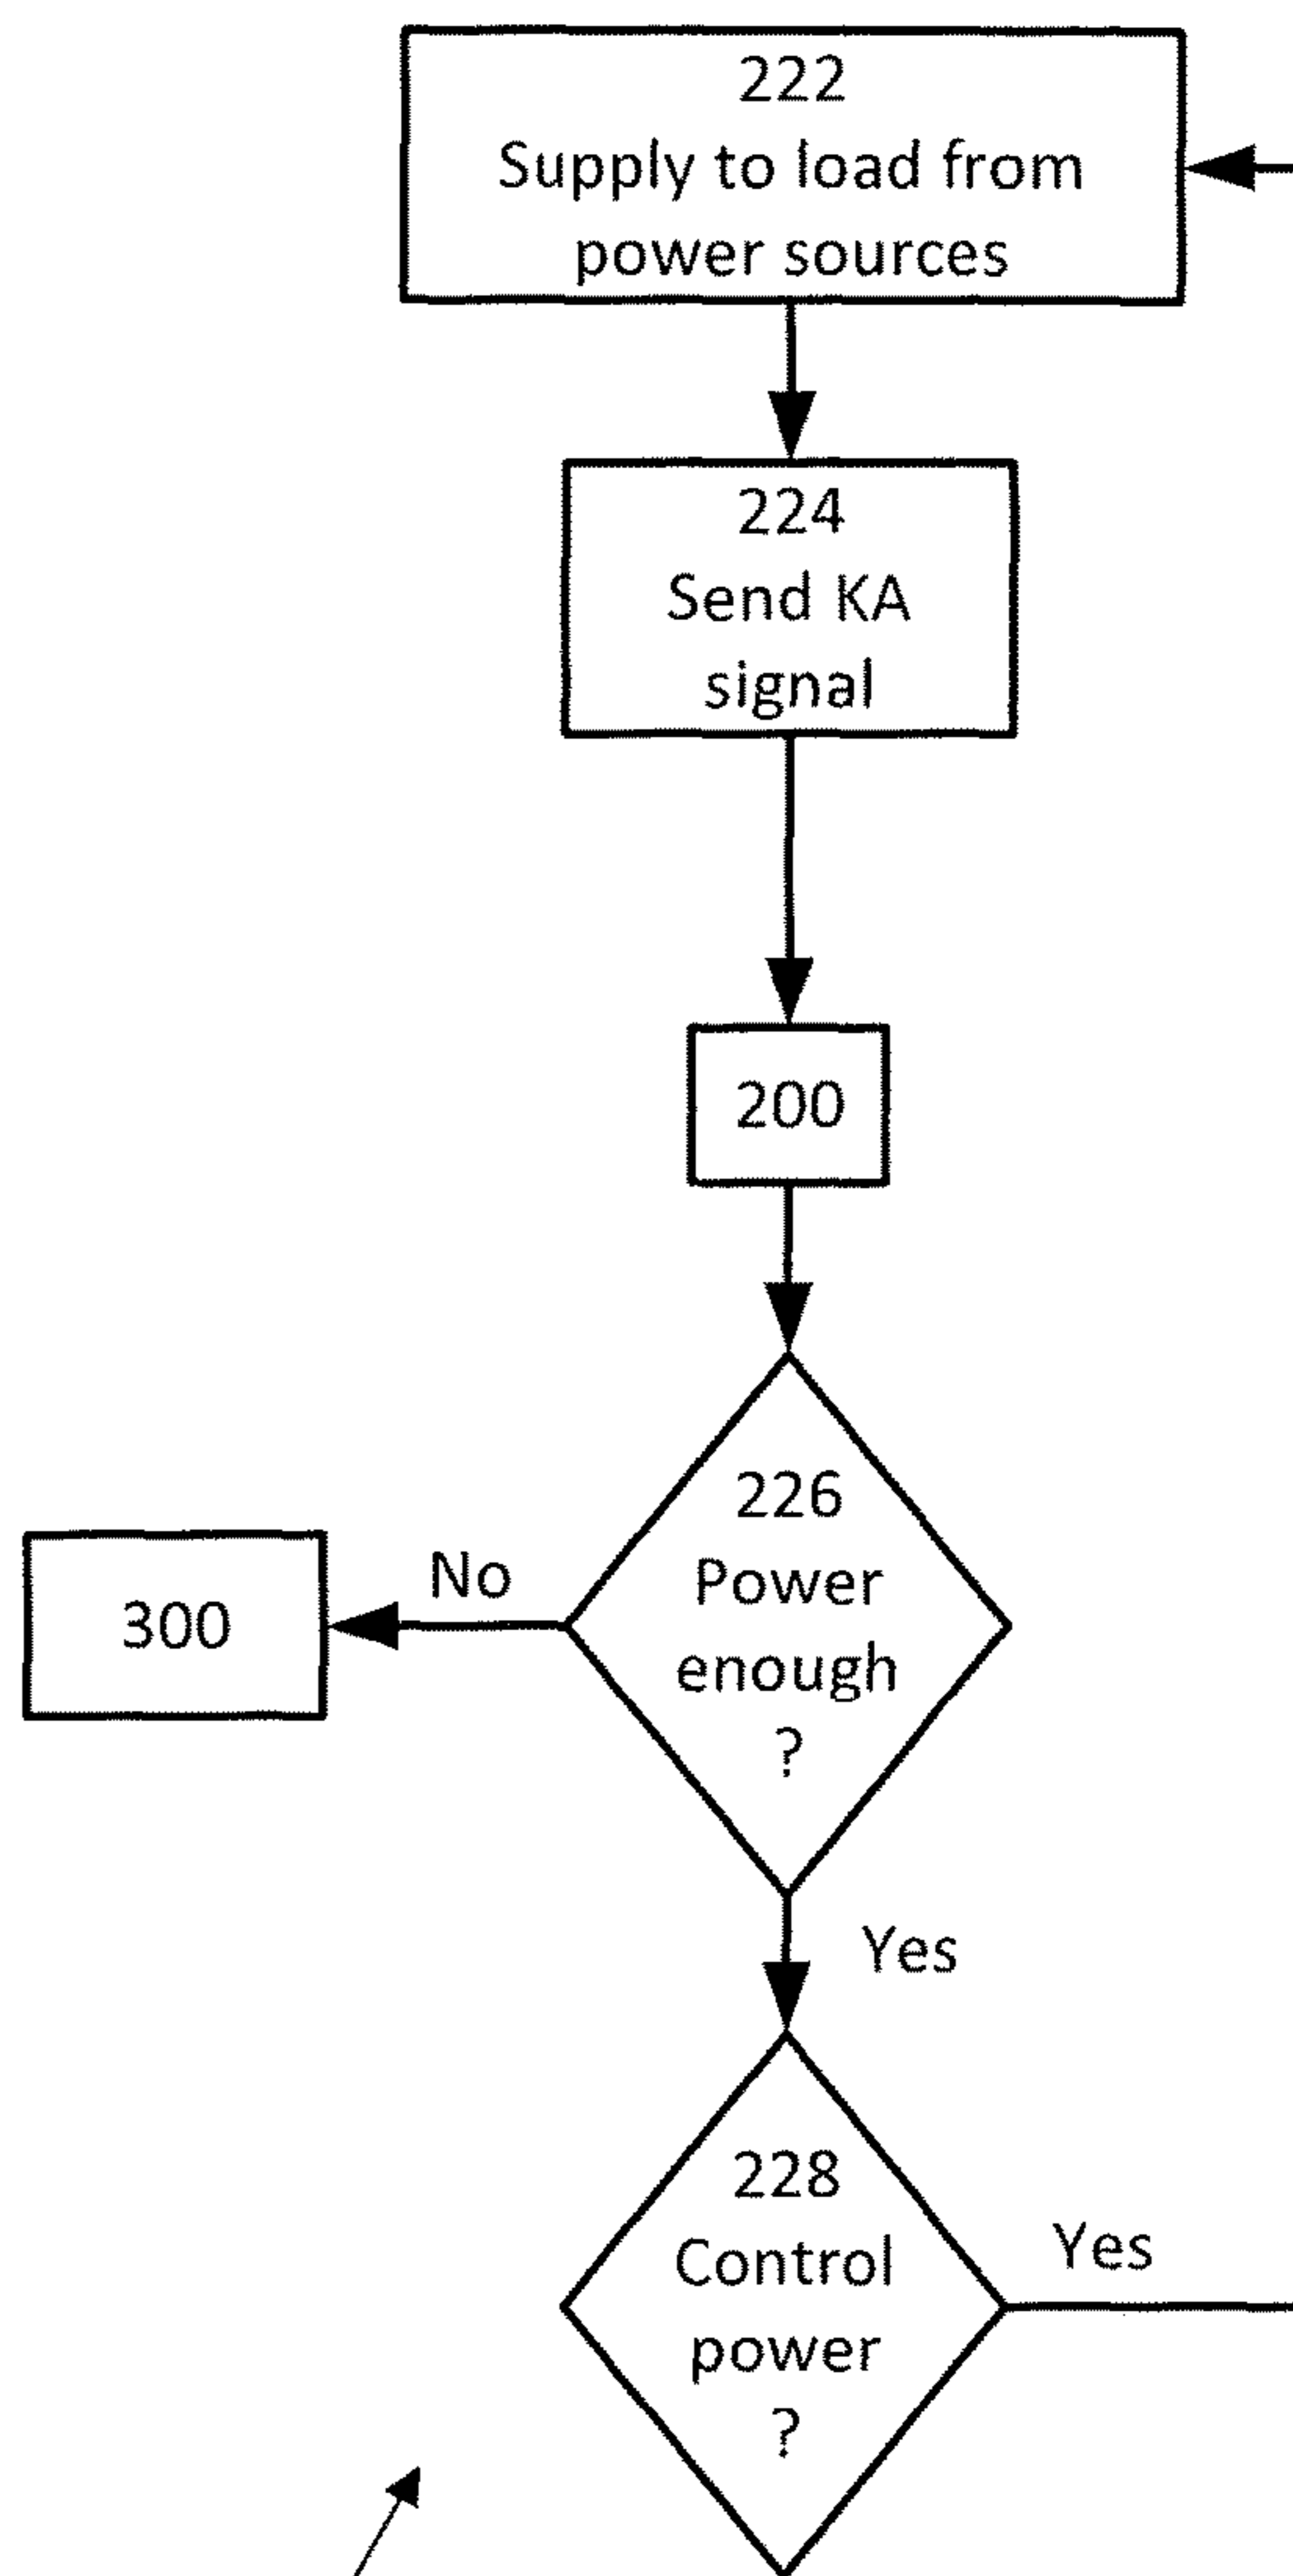 222
Supply to load from
power sources
224
Send KA
signal
200
226
Power
enough
?
No
300
Yes
228
Control
power
?
Yes